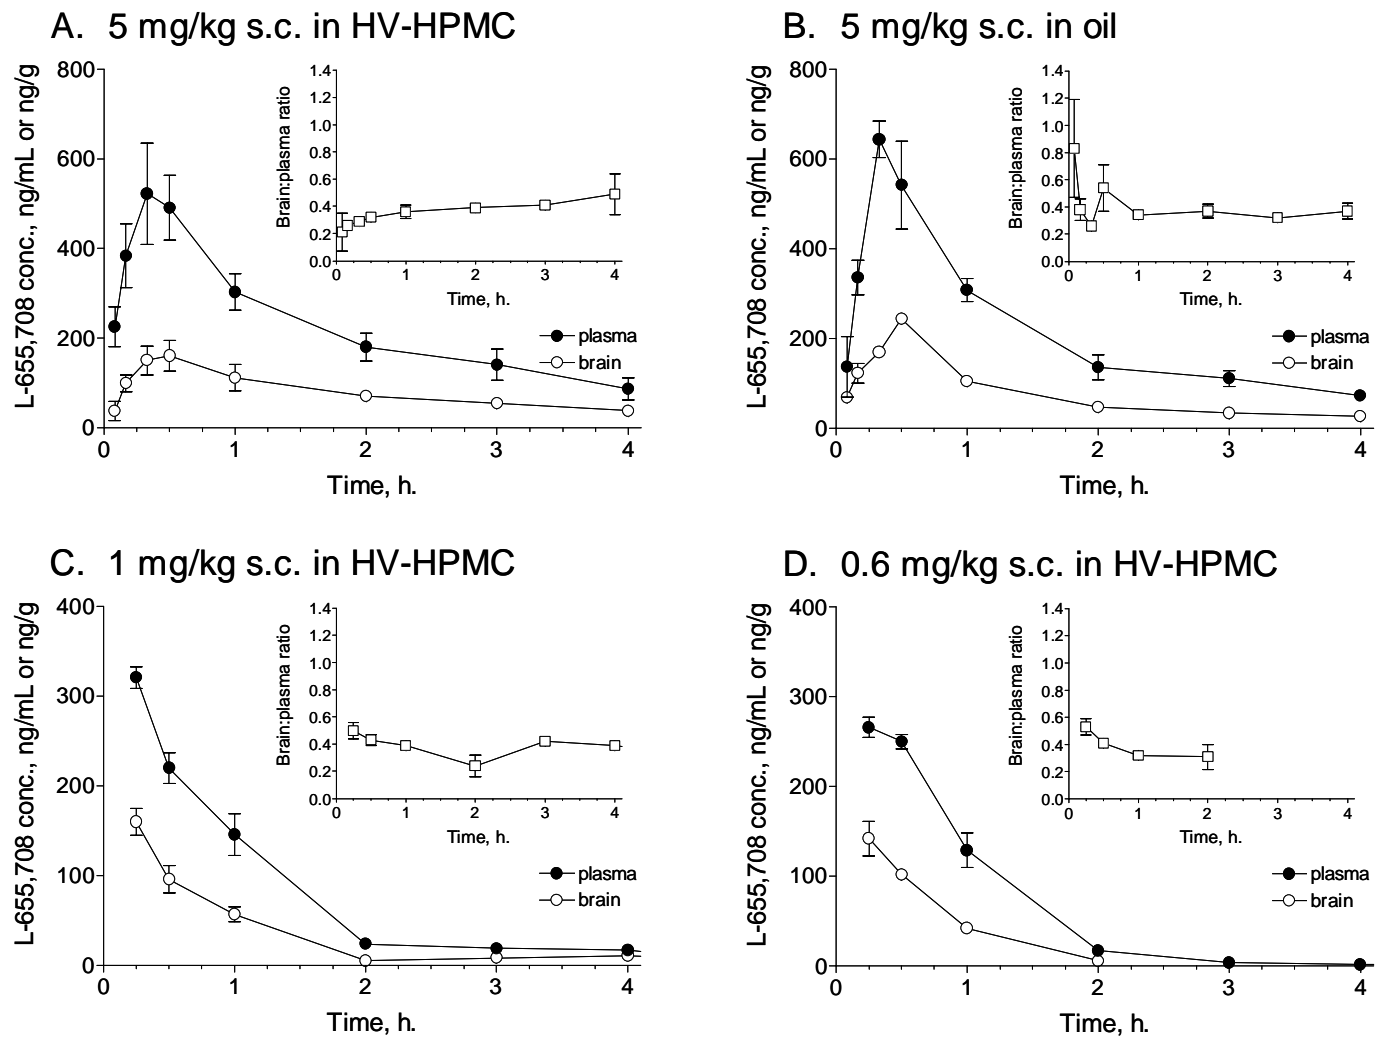 A. 5 mg/kg s.c. in HV-HPMC
L-655,708 conc., ng/mL or ng/g
800
600
400
200
0
0 1 2 3 4
Time, h.
Brain:plasma ratio
1.4
1.2
1.0
0.8
0.6
0.4
0.2
0.0
0 1 2 3 4
Time, h.
plasma
brain
B. 5 mg/kg s.c. in oil
L-655,708 conc., ng/mL or ng/g
800
600
400
200
0
0 1 2 3 4
Time, h.
Brain:plasma ratio
1.4
1.2
1.0
0.8
0.6
0.4
0.2
0.0
0 1 2 3 4
Time, h.
plasma
brain
C. 1 mg/kg s.c. in HV-HPMC
L-655,708 conc., ng/mL or ng/g
400
300
200
100
0
0 1 2 3 4
Time, h.
Brain:plasma ratio
1.4
1.2
1.0
0.8
0.6
0.4
0.2
0.0
0 1 2 3 4
Time, h.
plasma
brain
D. 0.6 mg/kg s.c. in HV-HPMC
L-655,708 conc., ng/mL or ng/g
400
300
200
100
0
0 1 2 3 4
Time, h.
Brain:plasma ratio
1.4
1.2
1.0
0.8
0.6
0.4
0.2
0.0
0 1 2 3 4
Time, h.
plasma
brain